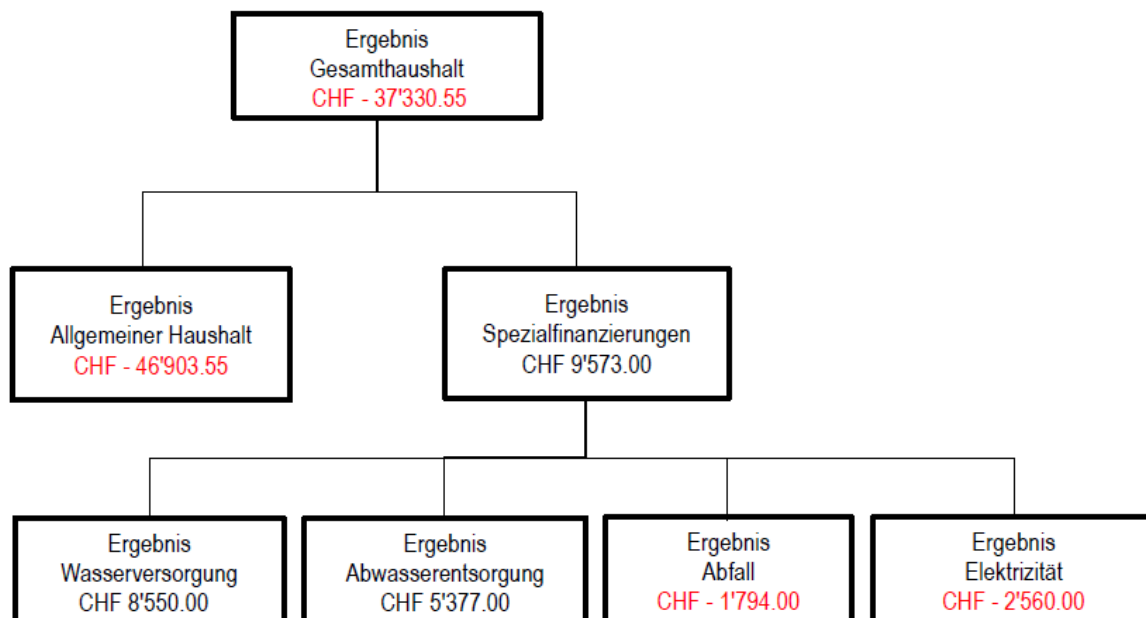 Ergebnis
Gesamthaushalt
CHF - 37'330.55
Ergebnis
Allgemeiner Haushalt
CHF - 46'903.55
Ergebnis
Spezialfinanzierungen
CHF 9'573.00
Ergebnis
Wasserversorgung
CHF 8'550.00
Ergebnis
Abwasserentsorgung
CHF 5'377.00
Ergebnis
Abfall
CHF - 1'794.00
Ergebnis
Elektrizität
CHF - 2'560.00